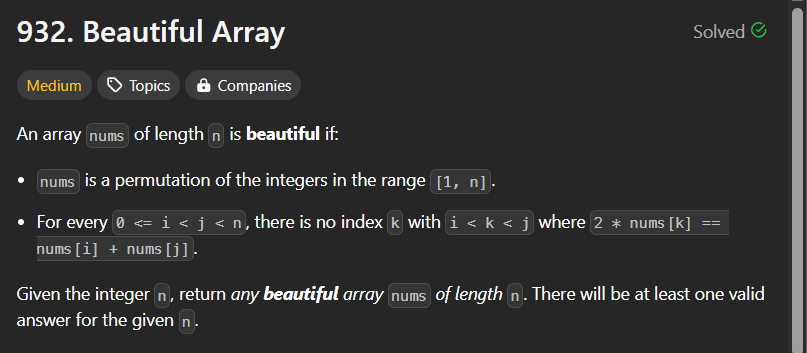 932. Beautiful Array
Solved
Medium Topics Companies
An array nums of length n is beautiful if:
• nums is a permutation of the integers in the range [1, n].
• For every 0 <= i < j < n, there is no index k with i < k < j where 2 * nums[k] ==
nums[i] + nums[j].
Given the integer n, return any beautiful array nums of length n. There will be at least one valid
answer for the given n.